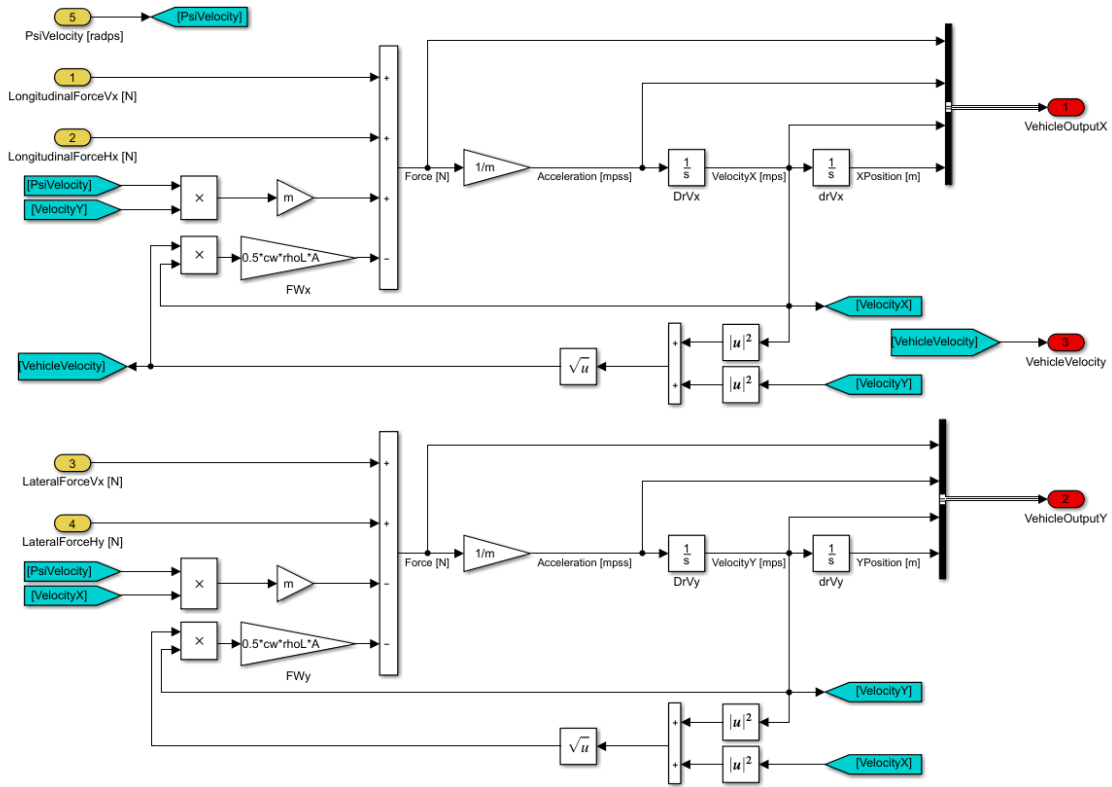 5
[PsiVelocity]
PsiVelocity [radps]
1
LongitudinalForceVx [N]
2
LongitudinalForceHx [N]
[PsiVelocity]
[VelocityY]
×
m
×
0.5*cw*rhoL*A
FWx
+
+
+
−
Force [N]
1/m
Acceleration [mpss]
1
s
DrVx
VelocityX [mps]
1
s
drVx
XPosition [m]
1
VehicleOutputX
[VelocityX]
[VehicleVelocity]
3
VehicleVelocity
[VehicleVelocity]
√u
+
+
|u|²
|u|²
[VelocityY]
3
LateralForceVx [N]
4
LateralForceHy [N]
[PsiVelocity]
[VelocityX]
×
m
×
0.5*cw*rhoL*A
FWy
+
+
−
−
Force [N]
1/m
Acceleration [mpss]
1
s
DrVy
VelocityY [mps]
1
s
drVy
YPosition [m]
2
VehicleOutputY
[VelocityY]
√u
+
+
|u|²
|u|²
[VelocityX]